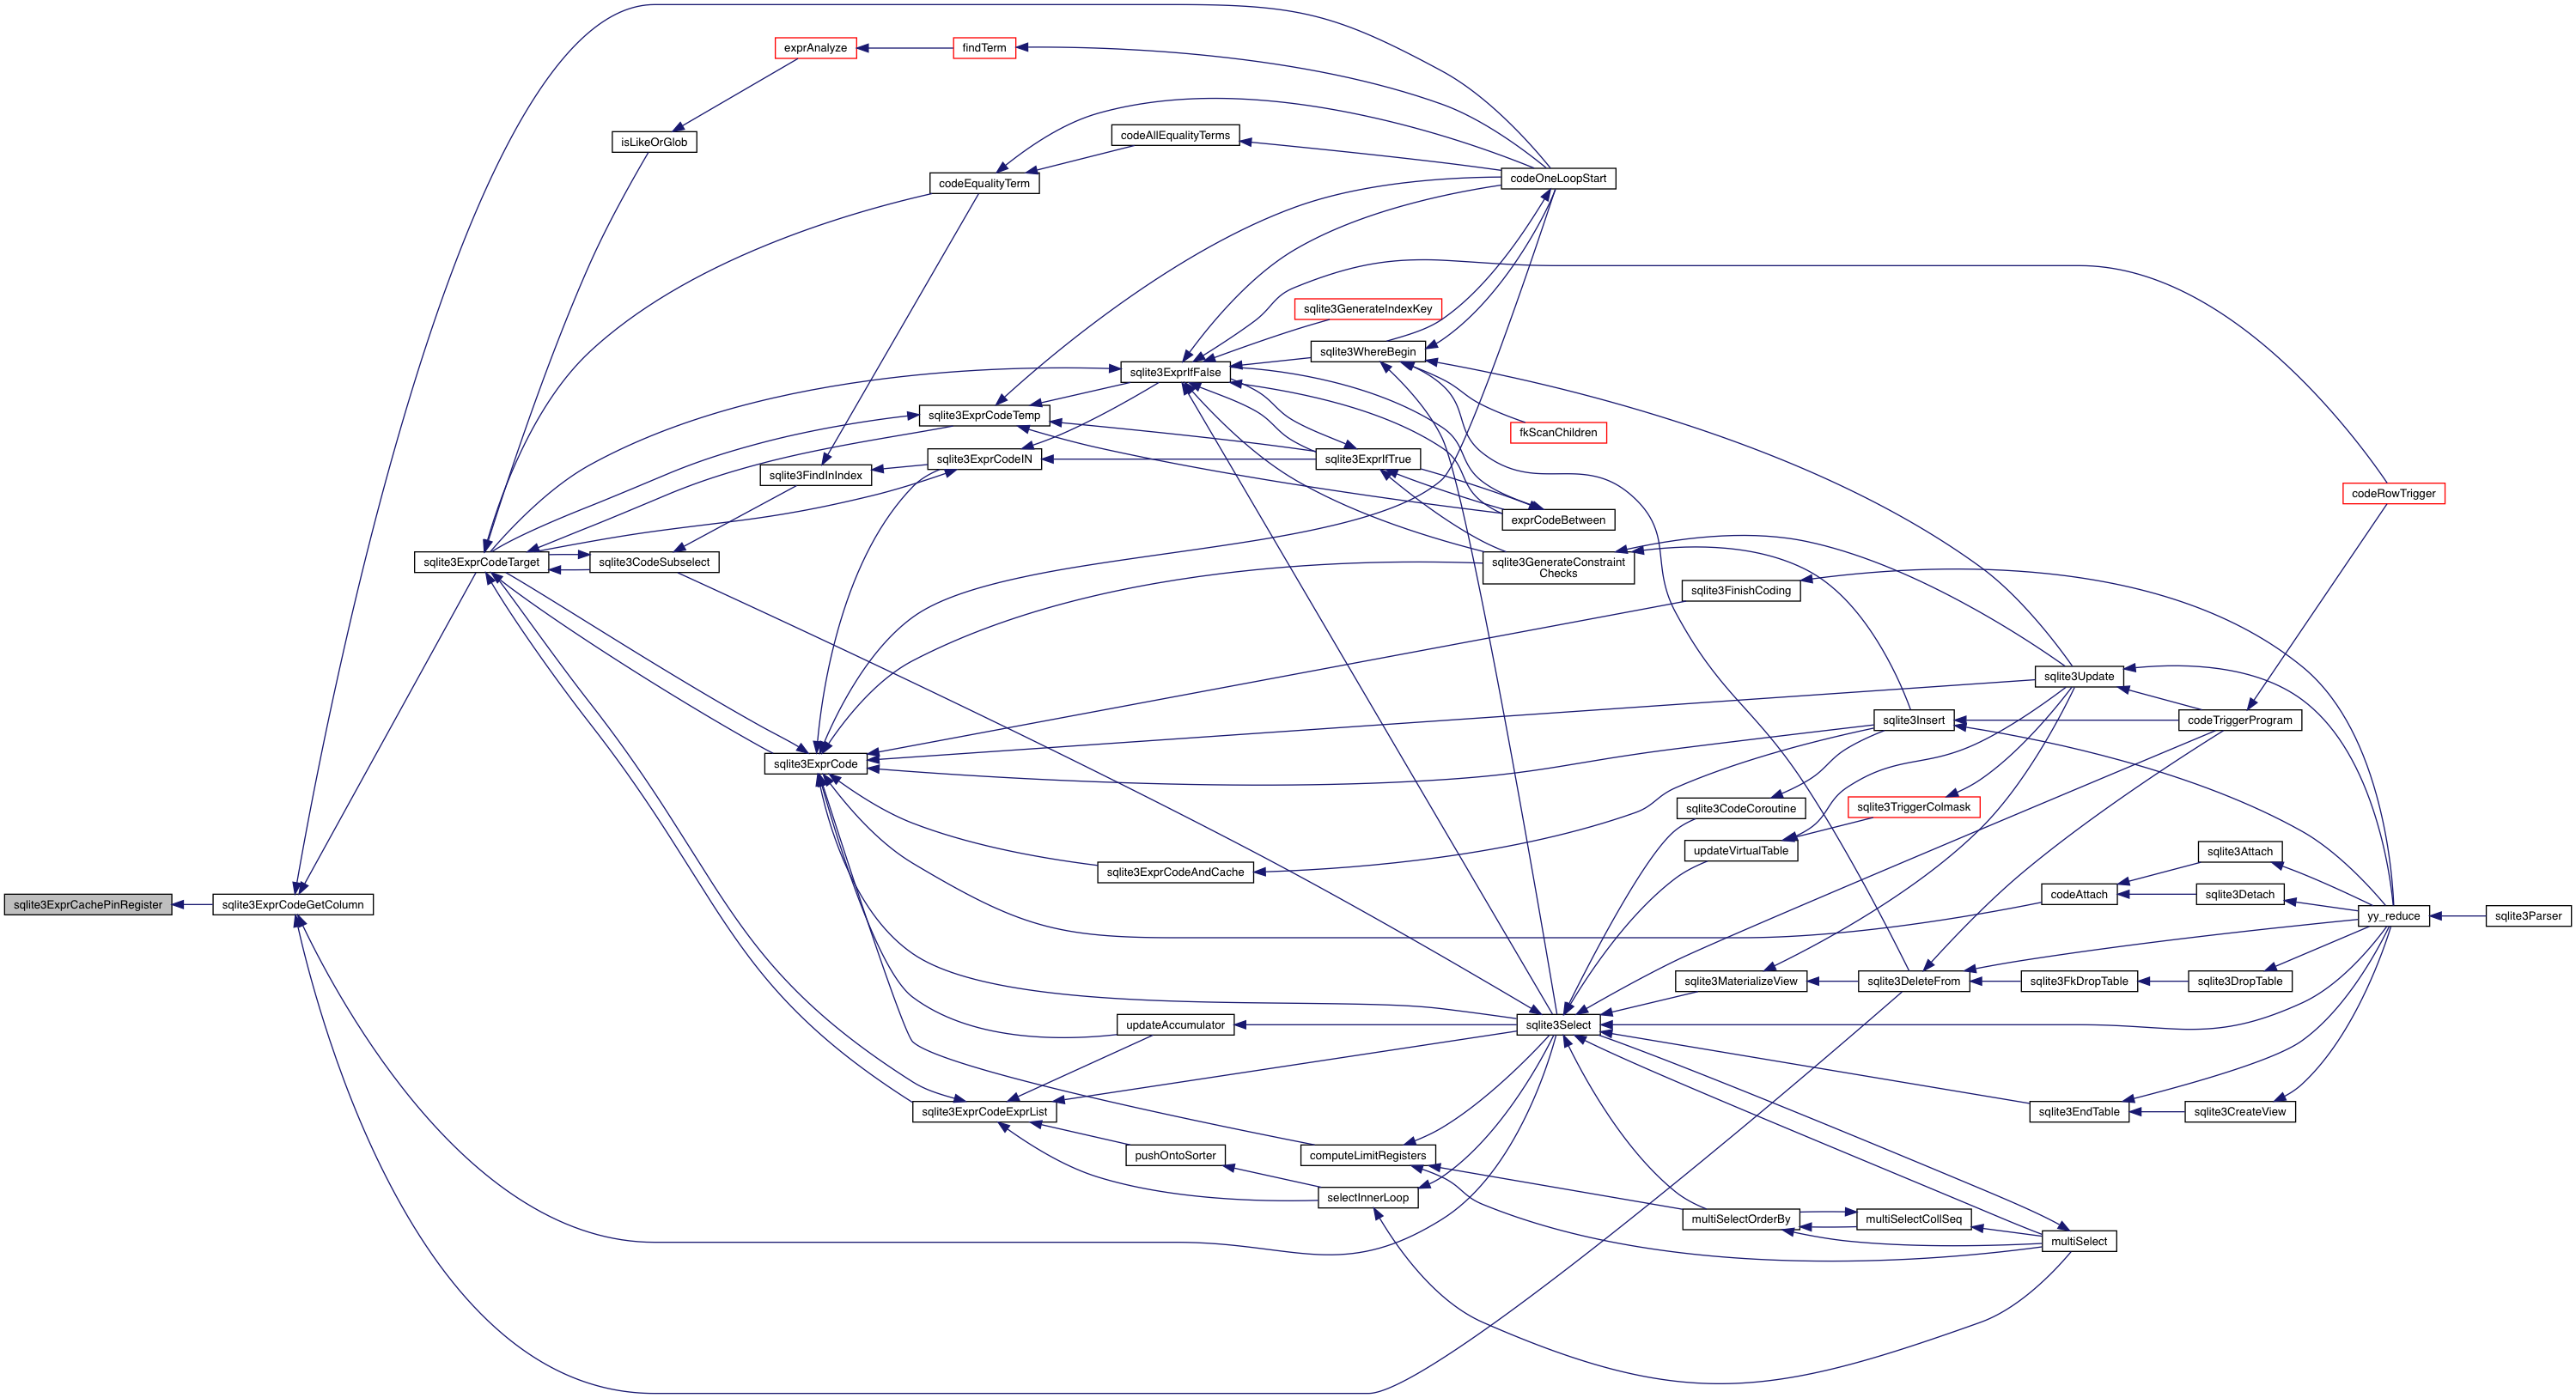 exprAnalyze
findTerm
isLikeOrGlob
codeAllEqualityTerms
codeEqualityTerm
codeOneLoopStart
sqlite3GenerateIndexKey
sqlite3WhereBegin
sqlite3ExprIfFalse
sqlite3ExprCodeTemp
fkScanChildren
sqlite3ExprCodeIN
sqlite3ExprIfTrue
sqlite3FindInIndex
codeRowTrigger
exprCodeBetween
sqlite3ExprCodeTarget
sqlite3CodeSubselect
sqlite3GenerateConstraint
Checks
sqlite3FinishCoding
sqlite3Update
sqlite3Insert
codeTriggerProgram
sqlite3ExprCode
sqlite3CodeCoroutine
sqlite3TriggerColmask
updateVirtualTable
sqlite3Attach
sqlite3ExprCodeAndCache
codeAttach
sqlite3Detach
sqlite3ExprCachePinRegister
sqlite3ExprCodeGetColumn
yy_reduce
sqlite3Parser
sqlite3MaterializeView
sqlite3DeleteFrom
sqlite3FkDropTable
sqlite3DropTable
updateAccumulator
sqlite3Select
sqlite3ExprCodeExprList
sqlite3EndTable
sqlite3CreateView
pushOntoSorter
computeLimitRegisters
selectInnerLoop
multiSelectOrderBy
multiSelectCollSeq
multiSelect